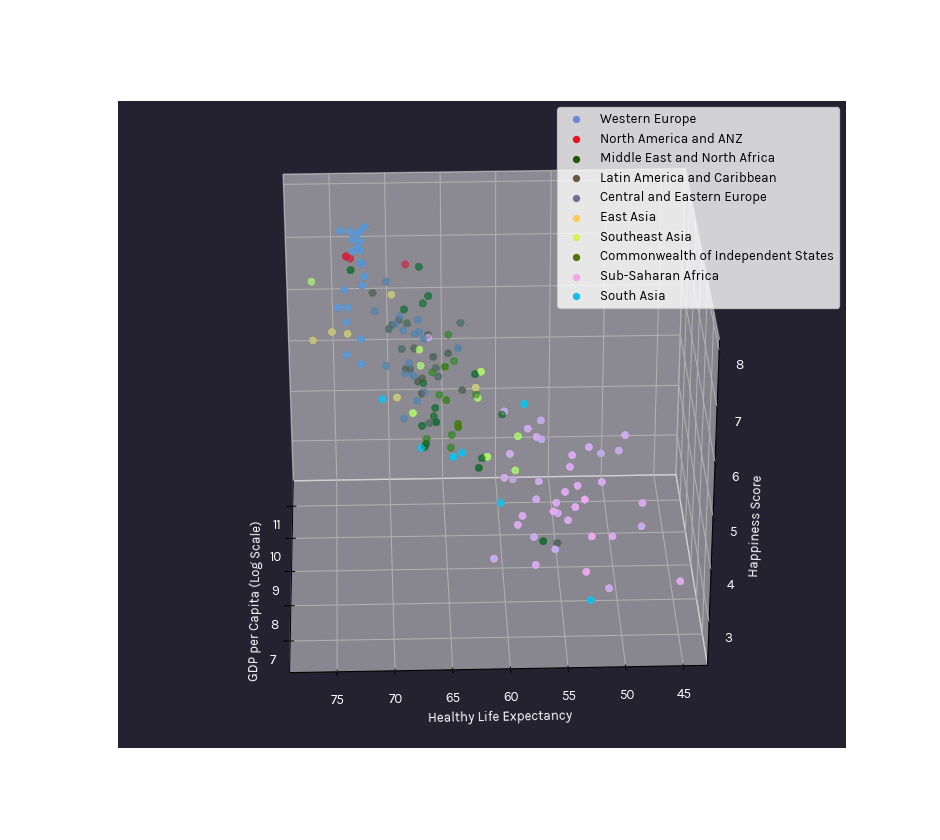 Western Europe
North America and ANZ
Middle East and North Africa
Latin America and Caribbean
Central and Eastern Europe
East Asia
Southeast Asia
Commonwealth of Independent States
Sub-Saharan Africa
South Asia
8
7
6
5
4
3
Happiness Score
11
10
9
8
7
GDP per Capita (Log Scale)
75
70
65
60
55
50
45
Healthy Life Expectancy